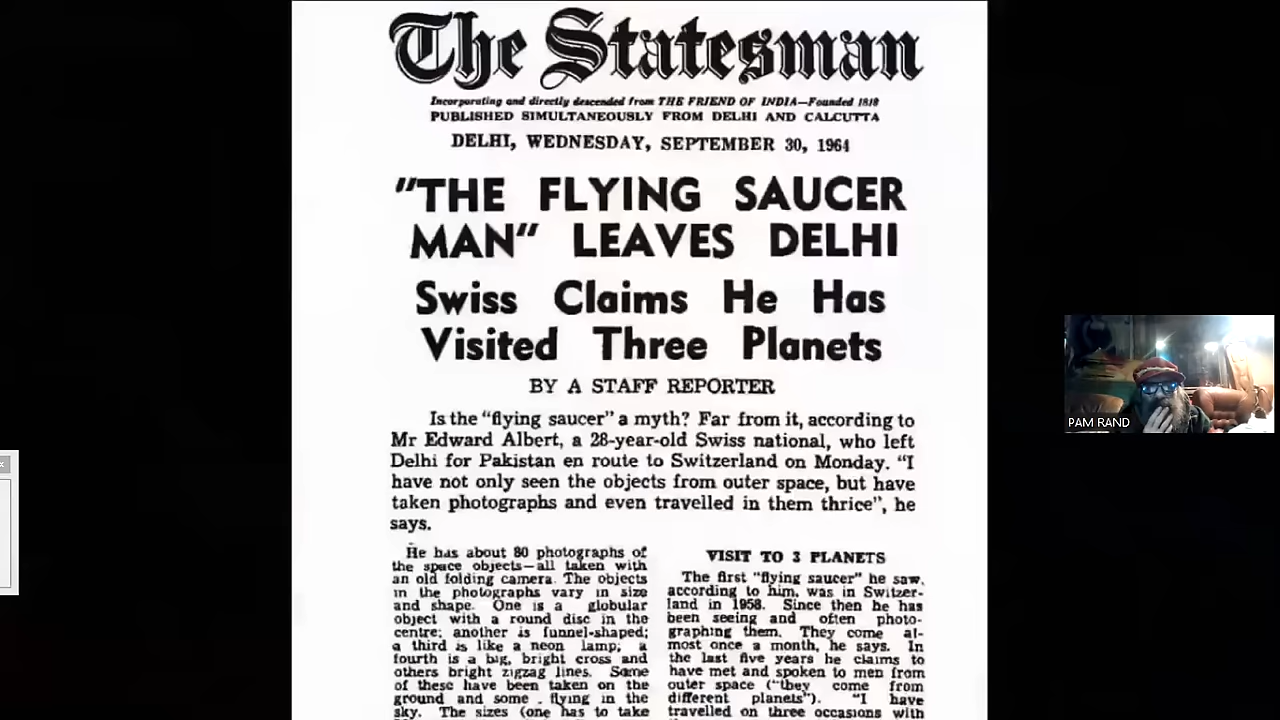 The Statesman
Incorporating and directly descended from THE FRIEND OF INDIA—Founded 1818
PUBLISHED SIMULTANEOUSLY FROM DELHI AND CALCUTTA
DELHI, WEDNESDAY, SEPTEMBER 30, 1964
"THE FLYING SAUCER
MAN" LEAVES DELHI
Swiss Claims He Has
Visited Three Planets
BY A STAFF REPORTER
Is the "flying saucer" a myth? Far from it, according to
Mr Edward Albert, a 28-year-old Swiss national, who left
Delhi for Pakistan en route to Switzerland on Monday. "I
have not only seen the objects from outer space, but have
taken photographs and even travelled in them thrice", he
says.
He has about 80 photographs of
the space objects—all taken with
an old folding camera. The objects
in the photographs vary in size
and shape. One is a globular
object with a round disc in the
centre; another is funnel-shaped;
a third is like a neon lamp; a
fourth is a big, bright cross and
others bright zigzag lines. Some
of these have been taken on the
ground and some flying in the
sky. The sizes (one has to take
VISIT TO 3 PLANETS
The first "flying saucer" he saw,
according to him, was in Switzer-
land in 1958. Since then he has
been seeing and often photo-
graphing them. They come al-
most once a month, he says. In
the last five years he claims to
have met and spoken to men from
outer space ("they come from
different planets"). "I have
travelled on three occasions with
PAM RAND
x